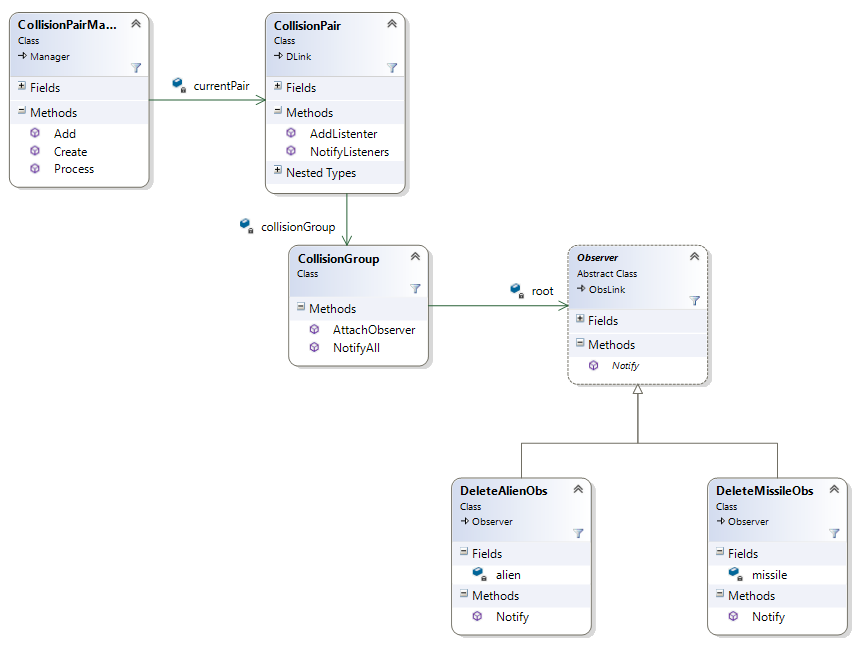 CollisionPairMa...
Class
Manager
Fields
Methods
Add
Create
Process
currentPair
CollisionPair
Class
DLink
Fields
Methods
AddListenter
NotifyListeners
Nested Types
collisionGroup
CollisionGroup
Class
Methods
AttachObserver
NotifyAll
root
Observer
Abstract Class
ObsLink
Fields
Methods
Notify
DeleteAlienObs
Class
Observer
Fields
alien
Methods
Notify
DeleteMissileObs
Class
Observer
Fields
missile
Methods
Notify